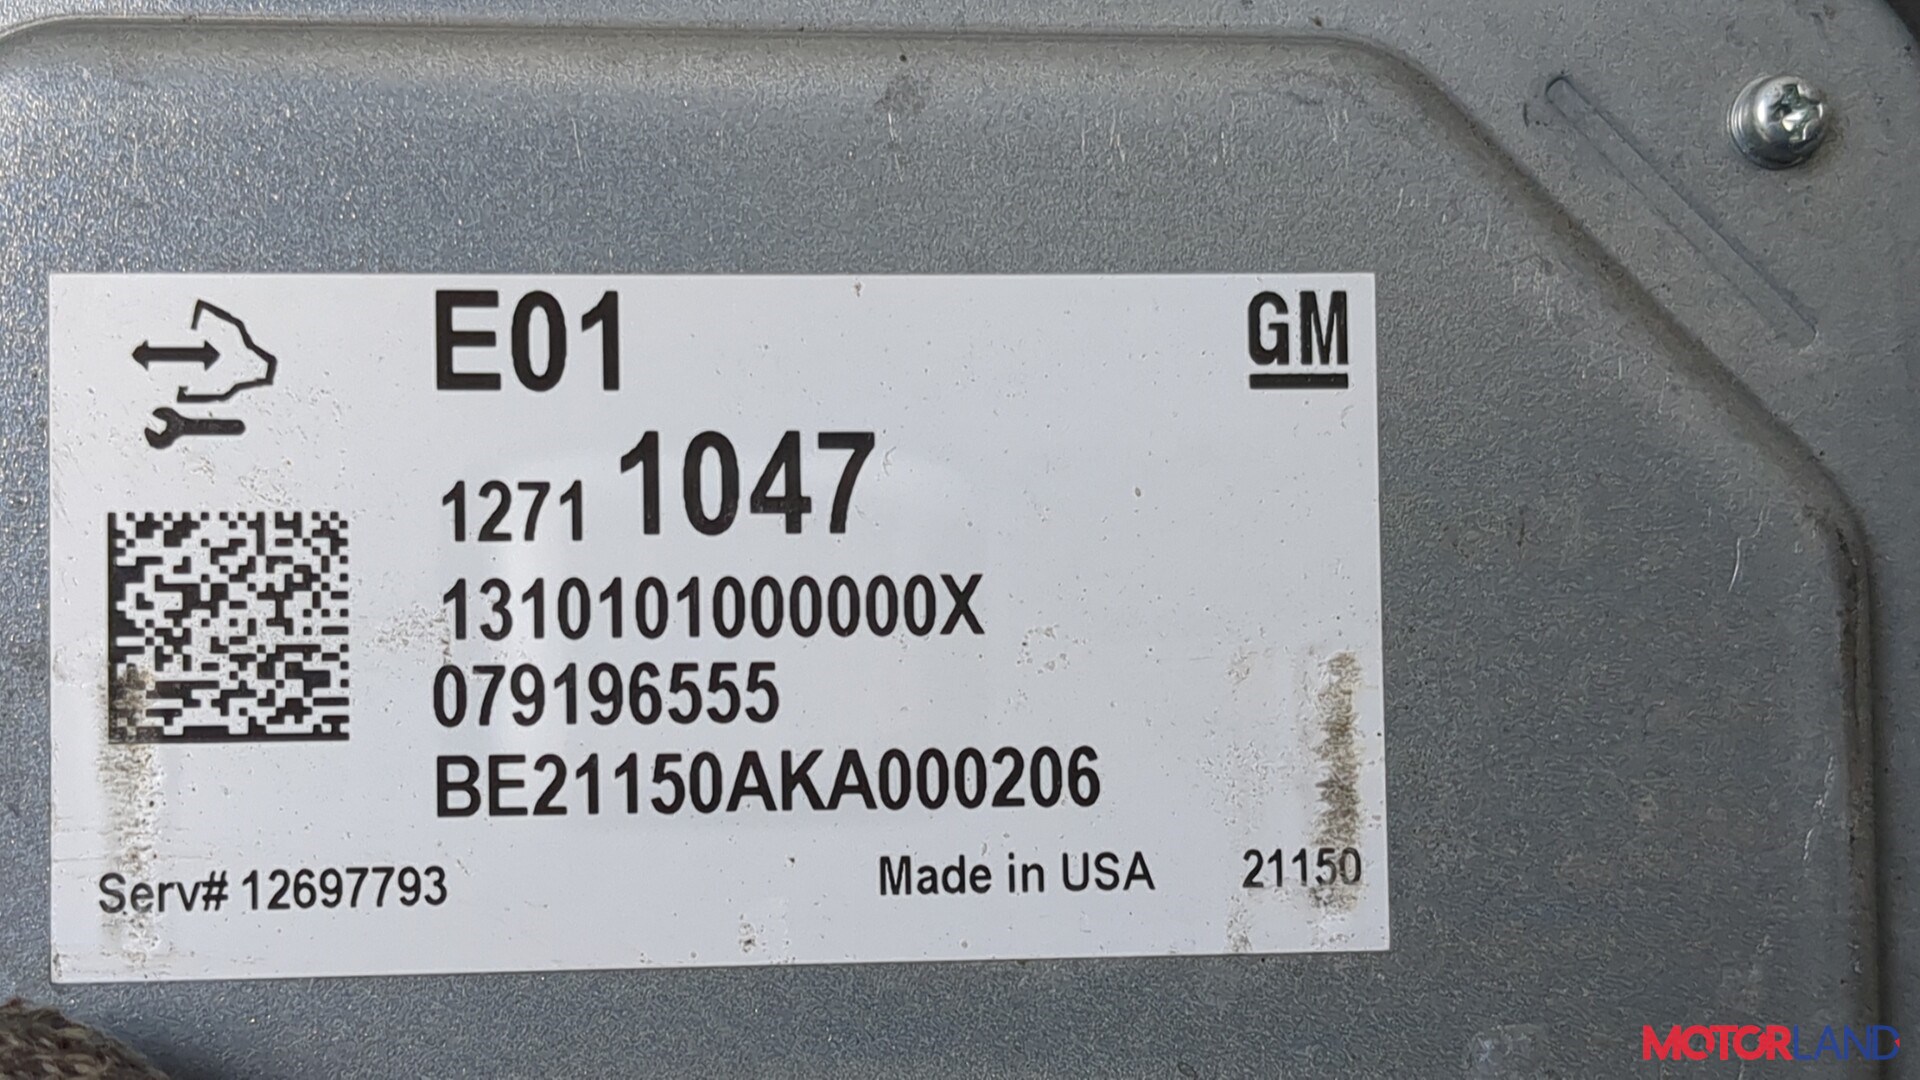 E01
GM
1271 1047
1310101000000X
079196555
BE21150AKA000206
Serv# 12697793
Made in USA
21150
MOTORLAND